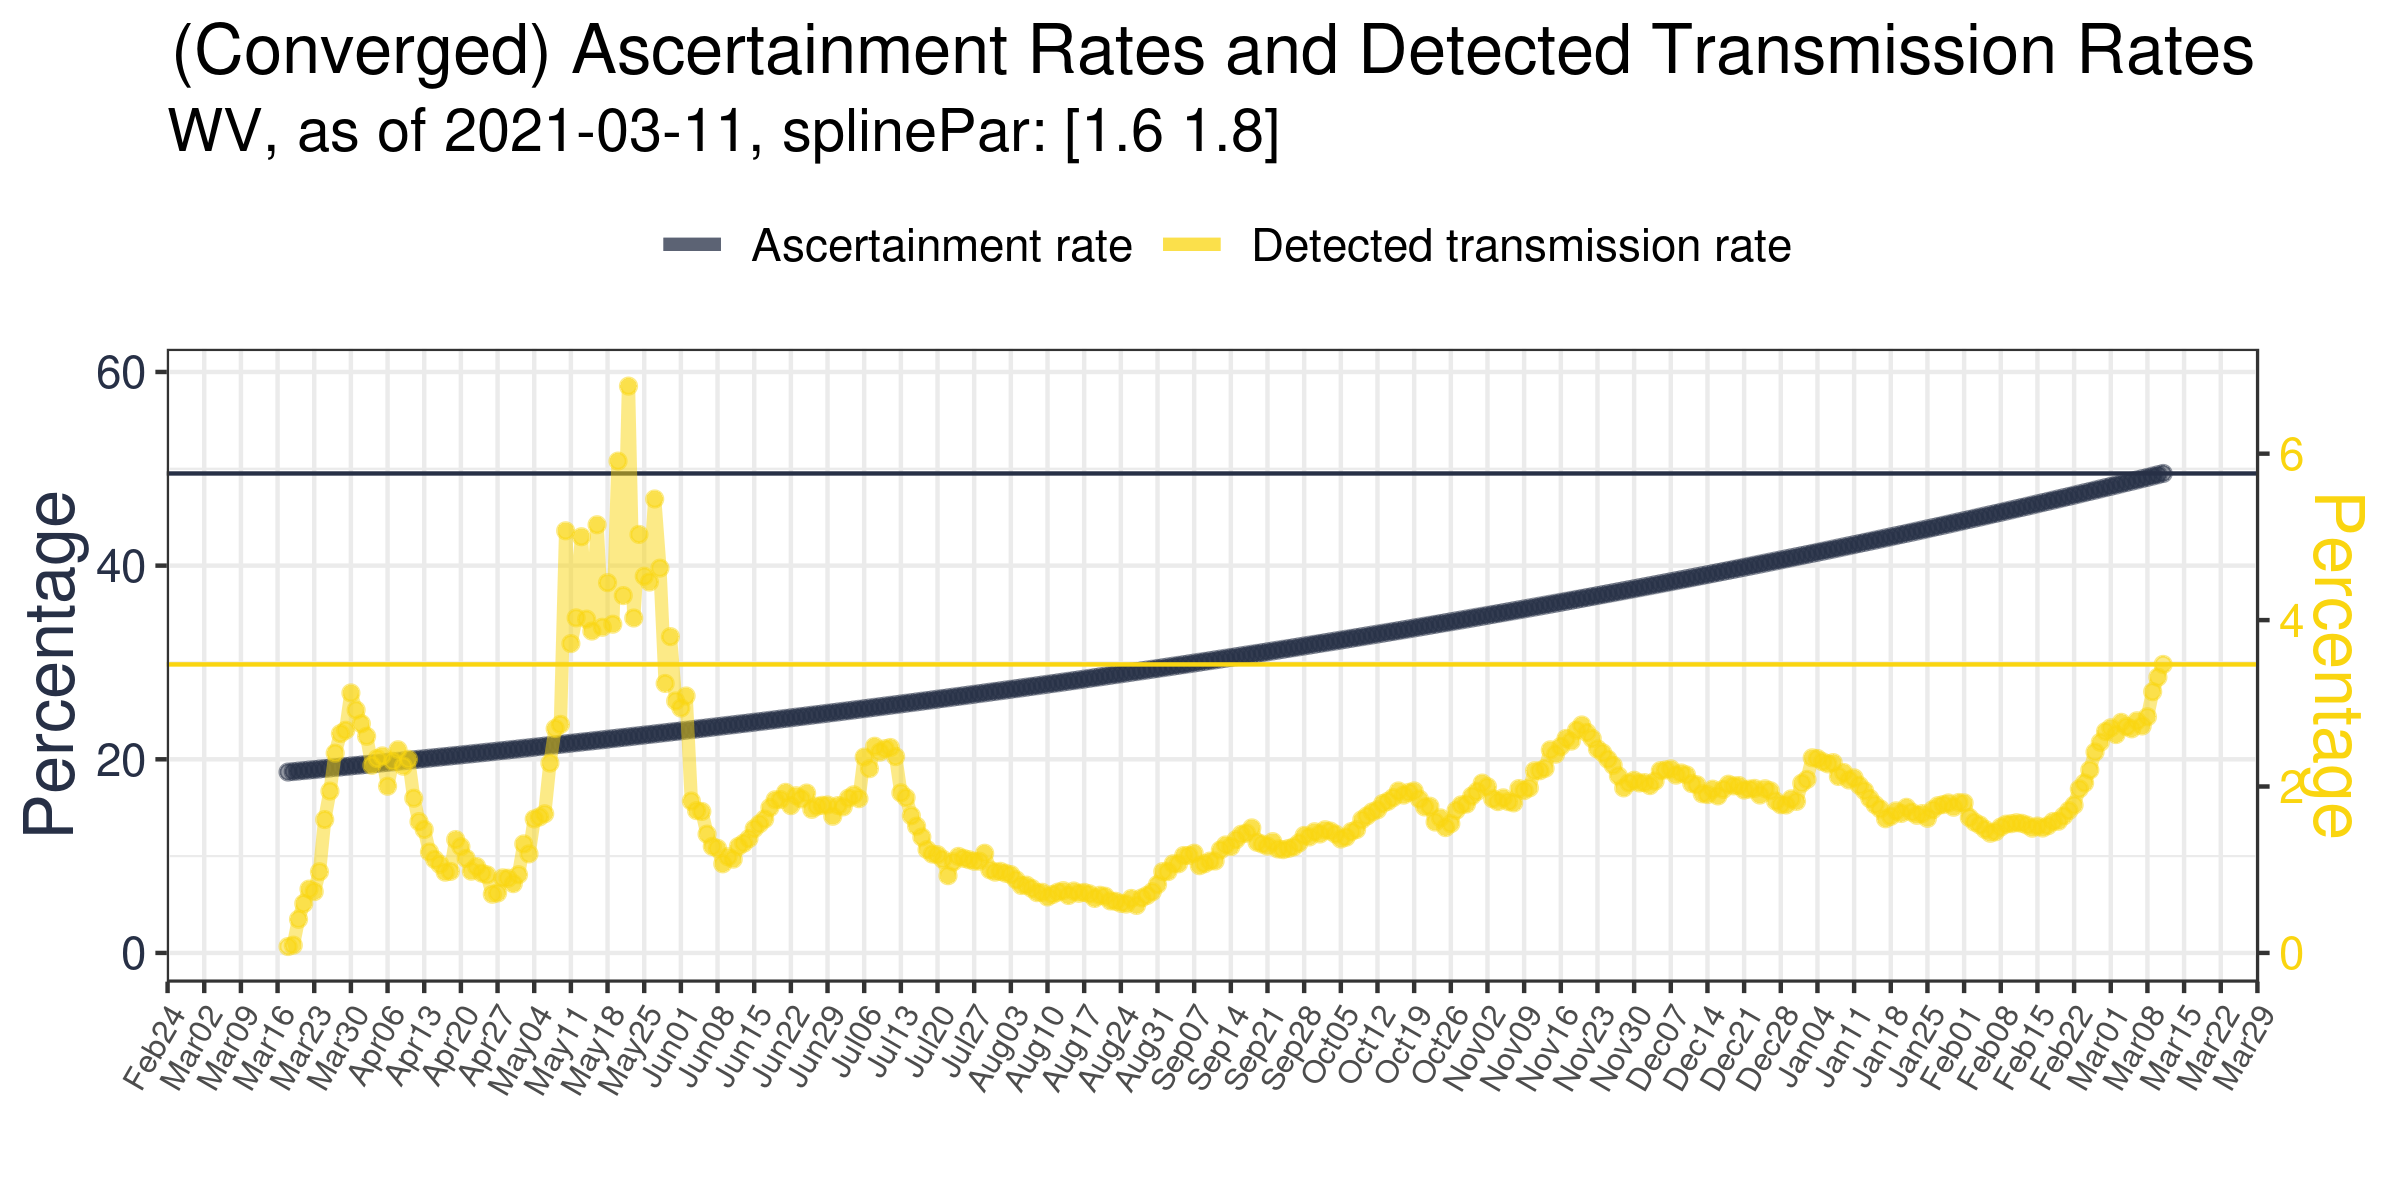 (Converged) Ascertainment Rates and Detected Transmission Rates
WV, as of 2021-03-11, splinePar: [1.6 1.8]
Ascertainment rate Detected transmission rate
Percentage
60
40
20
0
6
4
2
0
Percentage
Feb24 Mar02 Mar09 Mar16 Mar23 Mar30 Apr06 Apr13 Apr20 Apr27 May04 May11 May18 May25 Jun01 Jun08 Jun15 Jun22 Jun29 Jul06 Jul13 Jul20 Jul27 Aug03 Aug10 Aug17 Aug24 Aug31 Sep07 Sep14 Sep21 Sep28 Oct05 Oct12 Oct19 Oct26 Nov02 Nov09 Nov16 Nov23 Nov30 Dec07 Dec14 Dec21 Dec28 Jan04 Jan11 Jan18 Jan25 Feb01 Feb08 Feb15 Feb22 Mar01 Mar08 Mar15 Mar22 Mar29